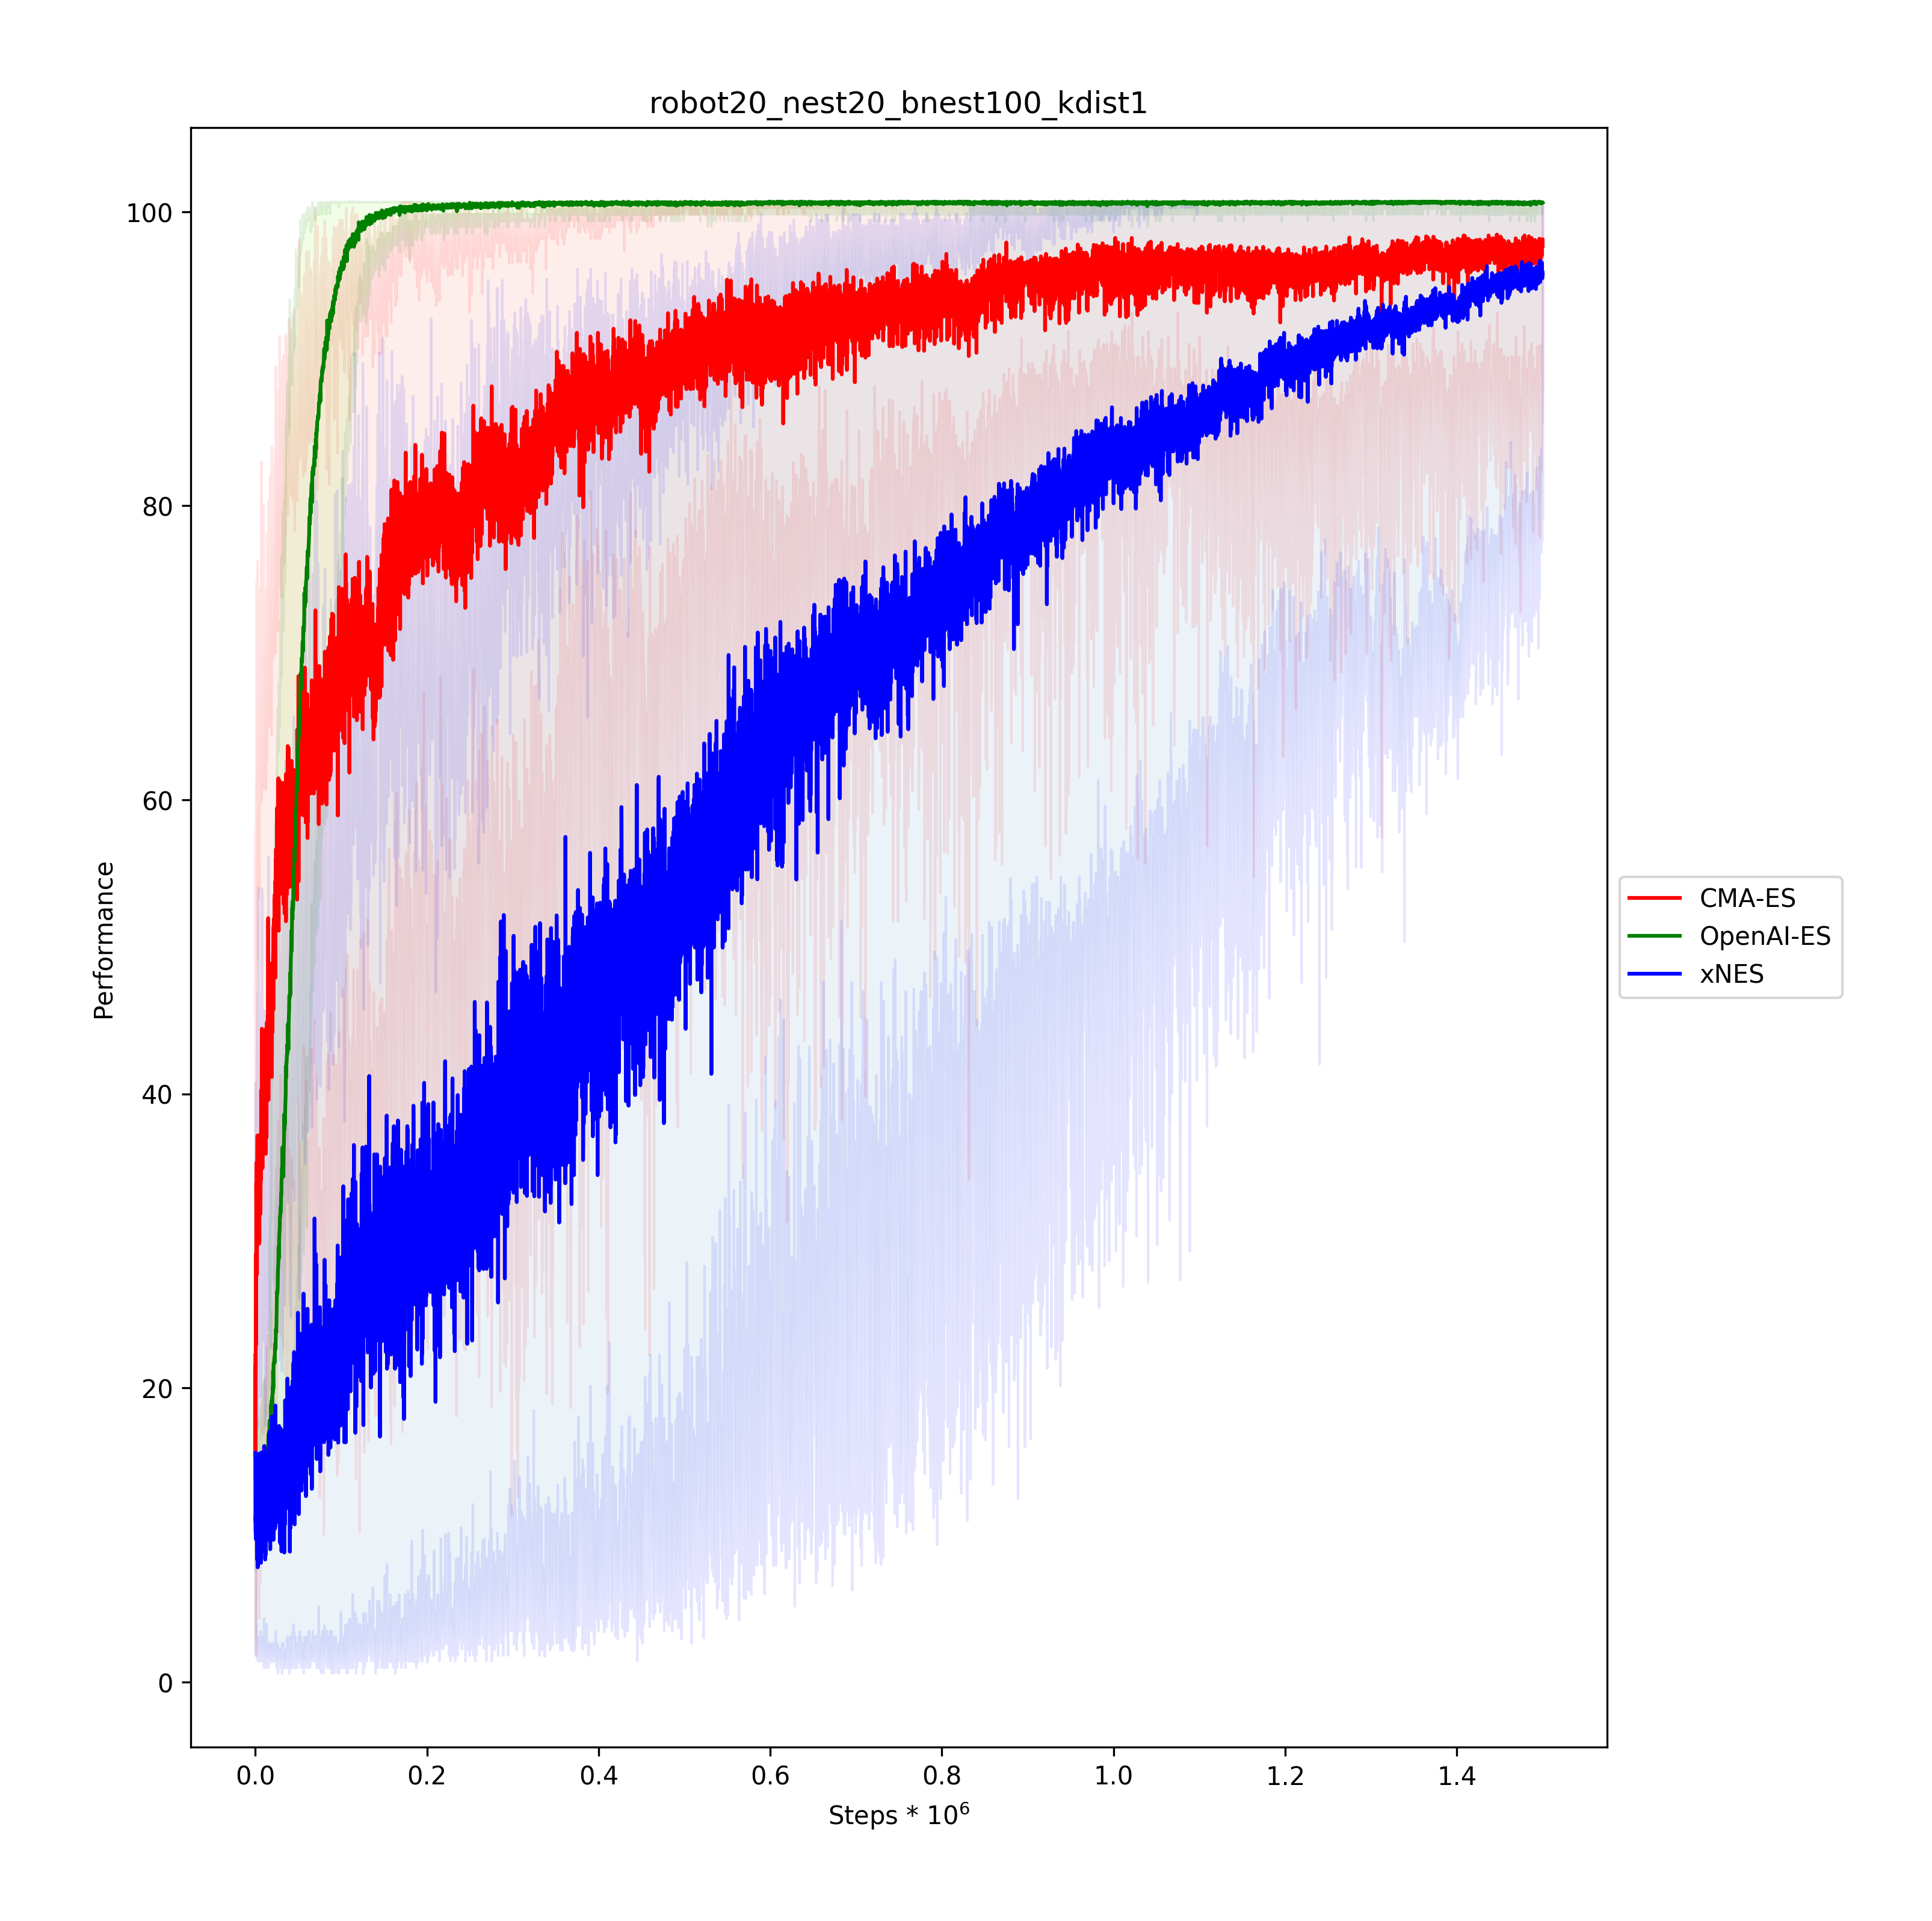 robot20_nest20_bnest100_kdist1
100
80
60
40
20
0
Performance
0.0 0.2 0.4 0.6 0.8 1.0 1.2 1.4
Steps * 10⁶
CMA-ES
OpenAI-ES
xNES